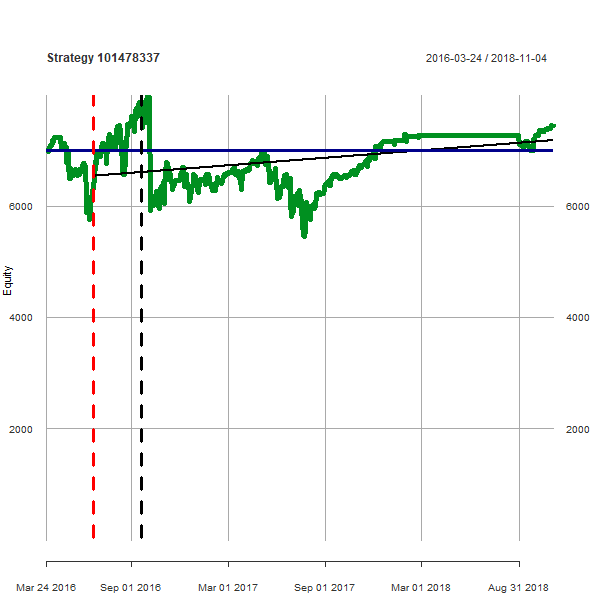 Strategy 101478337 2016-03-24 / 2018-11-04
Equity
6000 6000
4000 4000
2000 2000
Mar 24 2016 Sep 01 2016 Mar 01 2017 Sep 01 2017 Mar 01 2018 Aug 31 2018